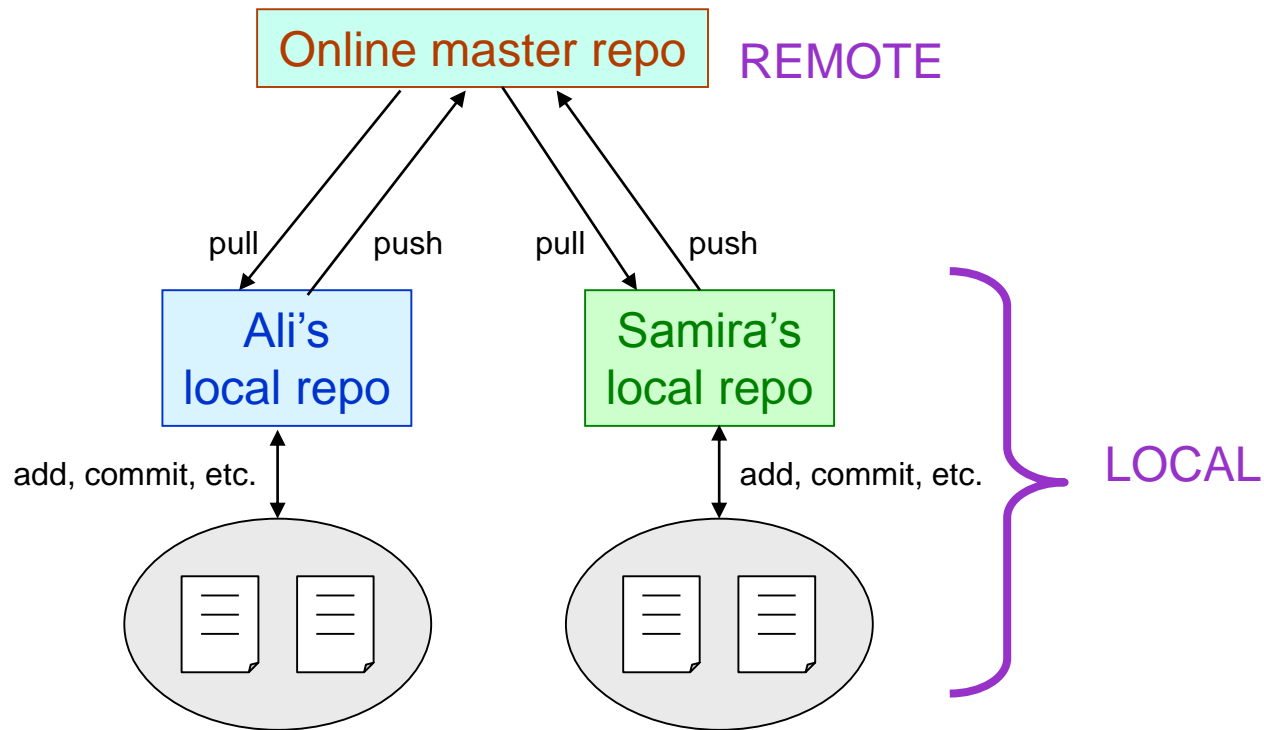 Online master repo
REMOTE
pull
push
pull
push
Ali’s
local repo
Samira’s
local repo
add, commit, etc.
add, commit, etc.
LOCAL